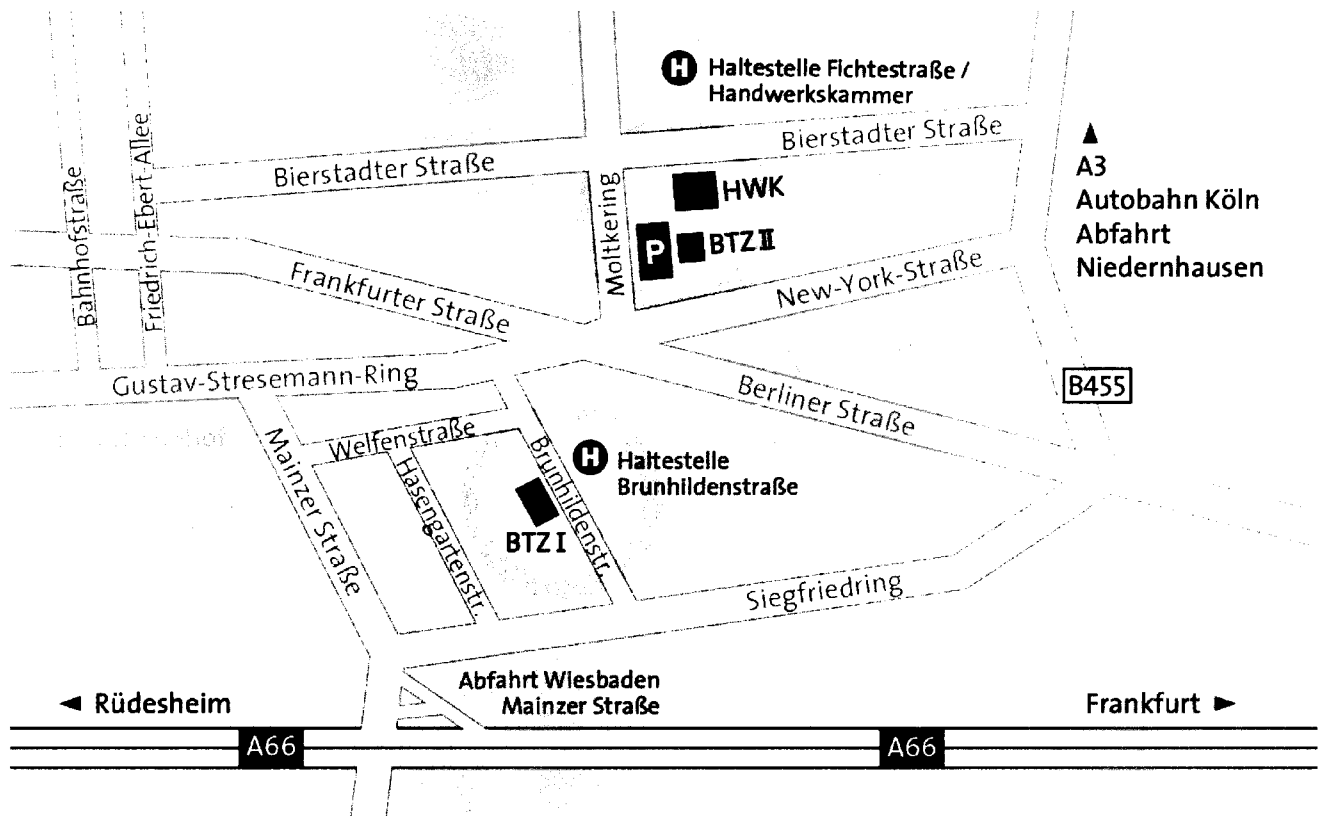 H Haltestelle Fichtestraße /
Handwerkskammer
Bierstadter Straße
Bierstadter Straße
A3
Autobahn Köln
Abfahrt
Niedernhausen
Bahnhofstraße
Friedrich-Ebert-Allee
Moltkering
HWK
P
BTZ II
Frankfurter Straße
New-York-Straße
Gustav-Stresemann-Ring
Berliner Straße
B455
Mainzer Straße
Welfenstraße
Hasengartenstr.
Brunhildenstr.
H Haltestelle
Brunhildenstraße
BTZ I
Siegfriedring
Abfahrt Wiesbaden
Mainzer Straße
Rüdesheim
Frankfurt
A66
A66